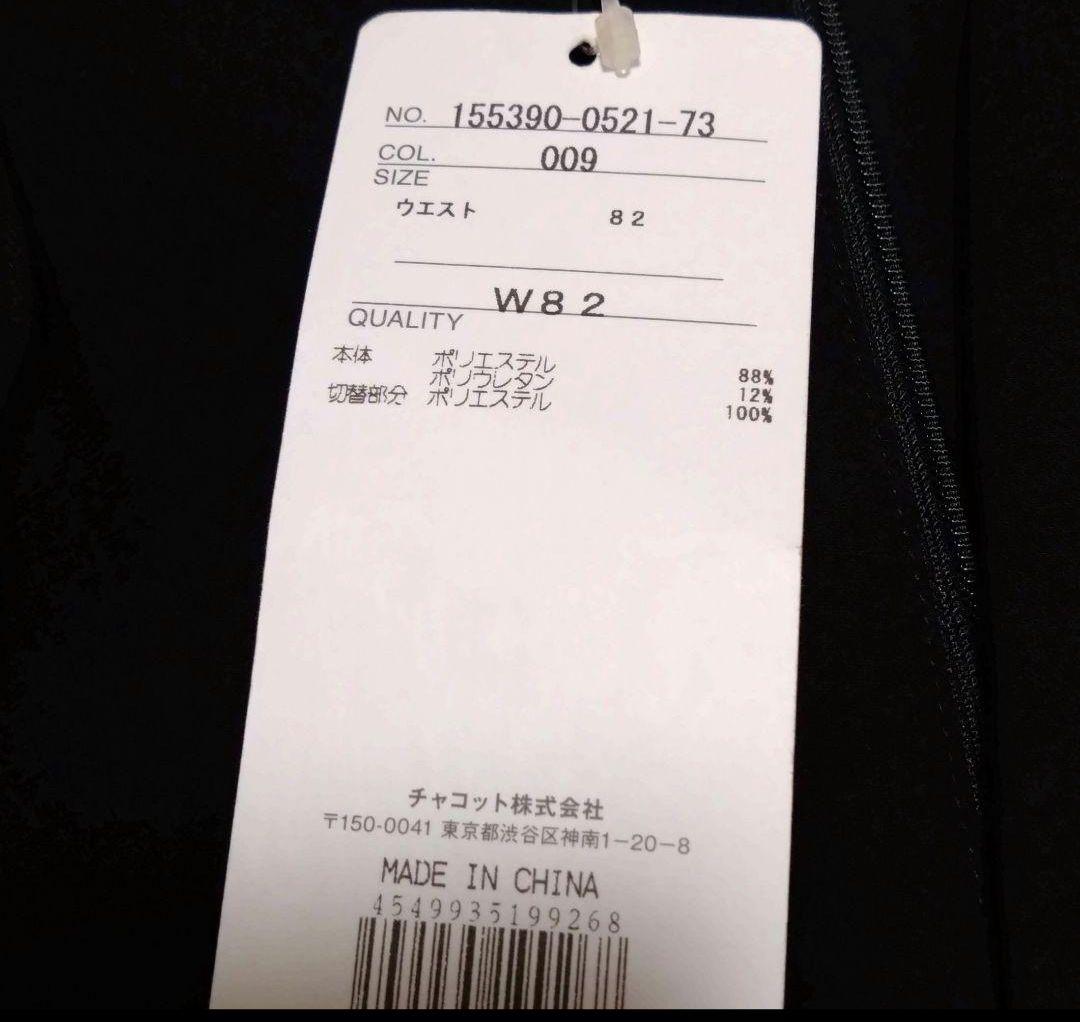 NO. 155390-0521-73
COL. 009
SIZE
ウエスト 82
W82
QUALITY
本体 ポリエステル 88%
ポリウレタン 12%
切替部分 ポリエステル 100%
チャコット株式会社
〒150-0041 東京都渋谷区神南1-20-8
MADE IN CHINA
4549935199268